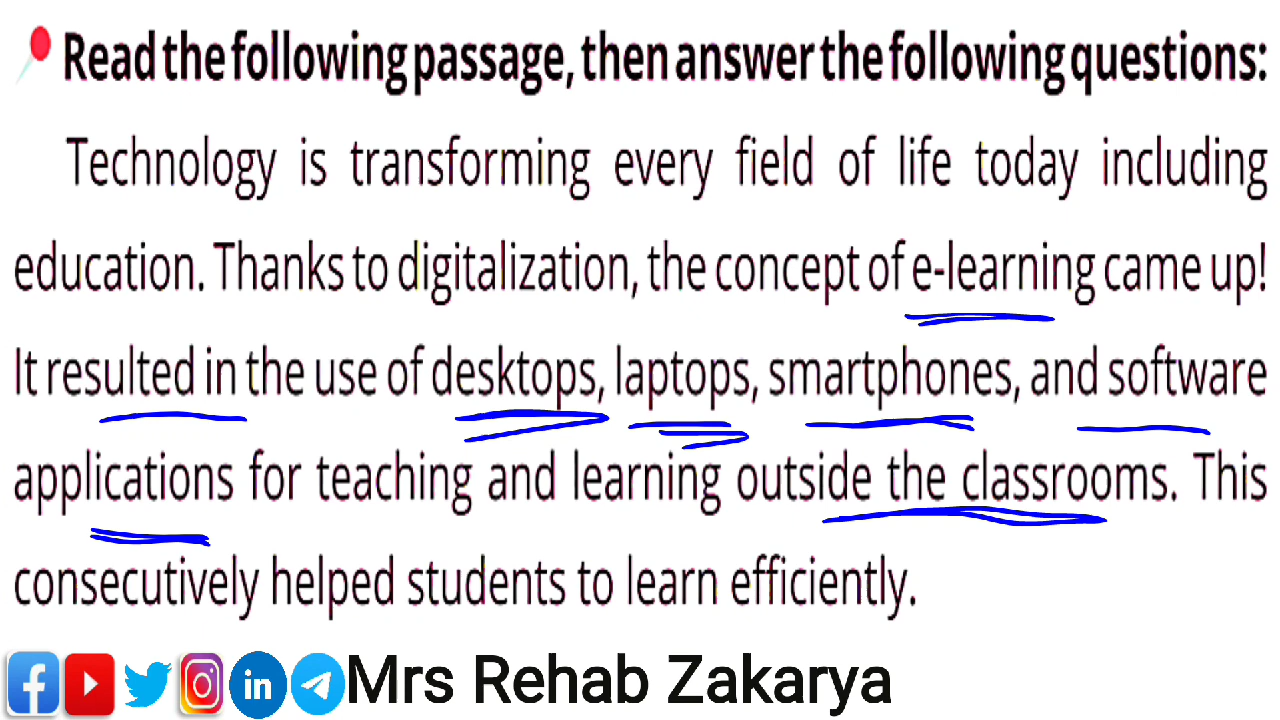 Read the following passage, then answer the following questions:
Technology is transforming every field of life today including
education. Thanks to digitalization, the concept of e-learning came up!
It resulted in the use of desktops, laptops, smartphones, and software
applications for teaching and learning outside the classrooms. This
consecutively helped students to learn efficiently.
Mrs Rehab Zakarya